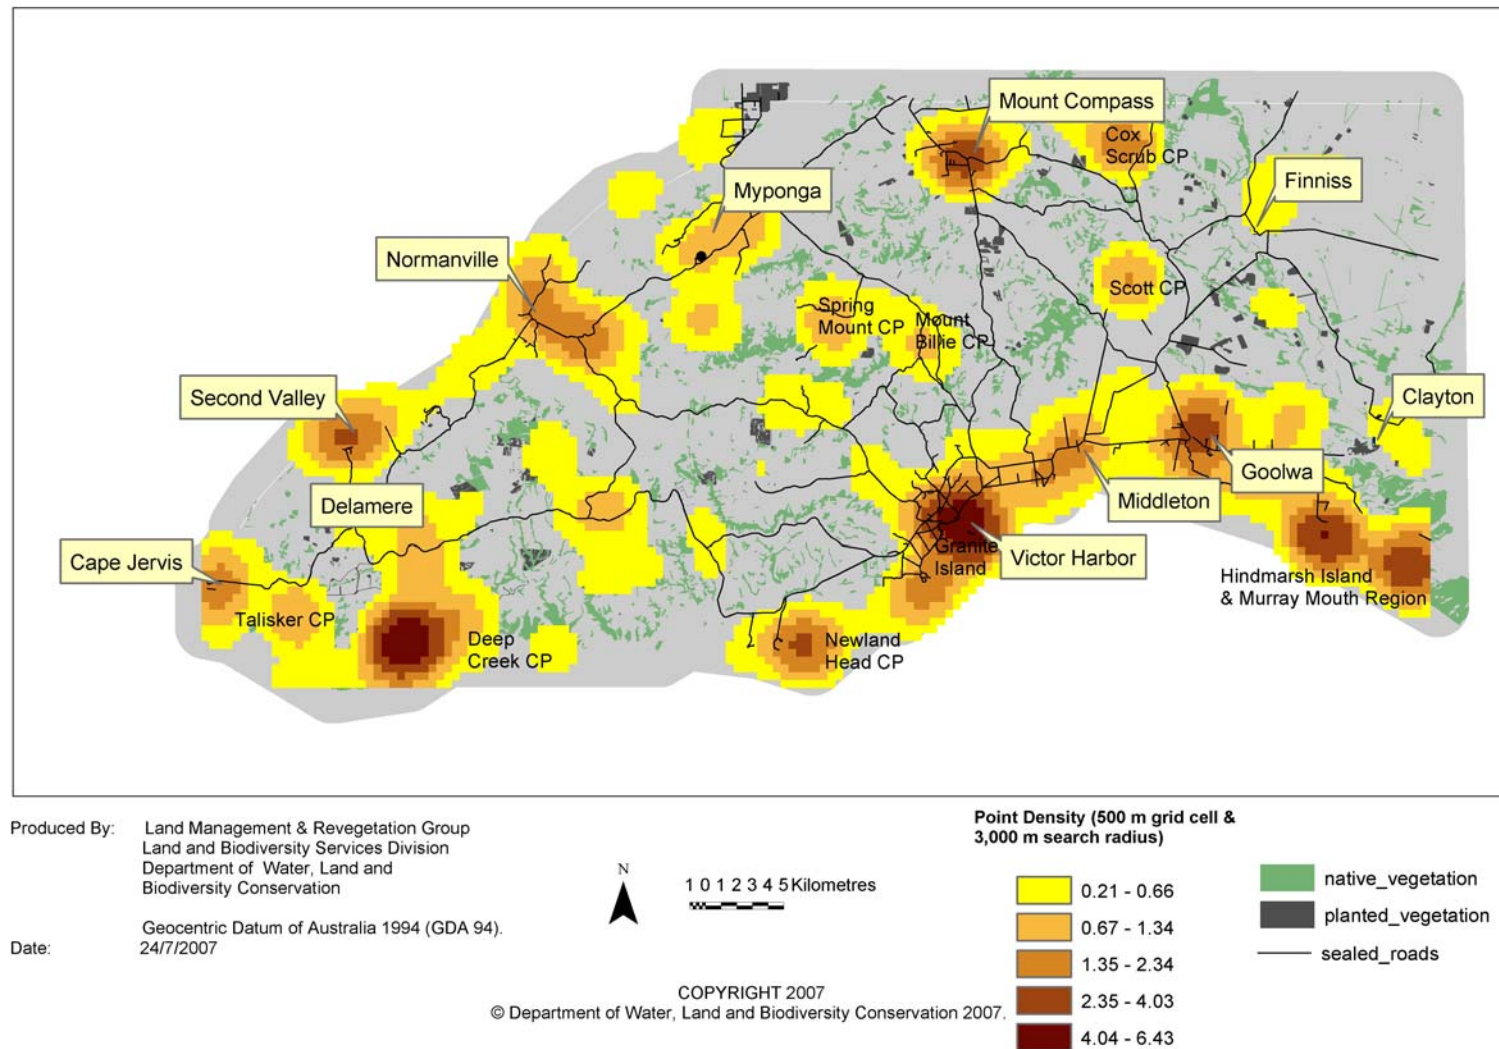 Mount Compass
Cox
Scrub CP
Finniss
Myponga
Normanville
Scott CP
Spring
Mount CP
Mount
Billie CP
Second Valley
Clayton
Goolwa
Delamere
Middleton
Cape Jervis
Granite
Island
Victor Harbor
Hindmarsh Island
& Murray Mouth Region
Talisker CP
Deep
Creek CP
Newland
Head CP
Produced By: Land Management & Revegetation Group
Land and Biodiversity Services Division
Department of Water, Land and
Biodiversity Conservation
Geocentric Datum of Australia 1994 (GDA 94).
Date: 24/7/2007
N
1 0 1 2 3 4 5 Kilometres
COPYRIGHT 2007
© Department of Water, Land and Biodiversity Conservation 2007.
Point Density (500 m grid cell &
3,000 m search radius)
0.21 - 0.66
0.67 - 1.34
1.35 - 2.34
2.35 - 4.03
4.04 - 6.43
native_vegetation
planted_vegetation
sealed_roads